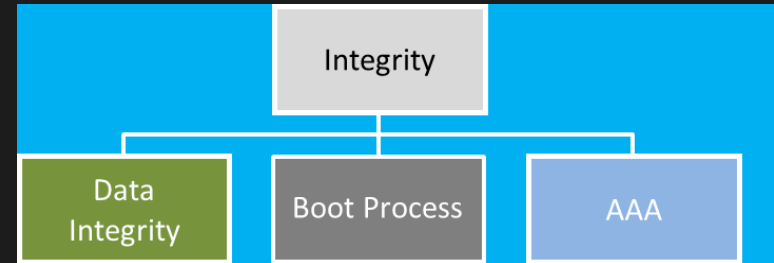 Integrity
Data
Integrity
Boot Process
AAA